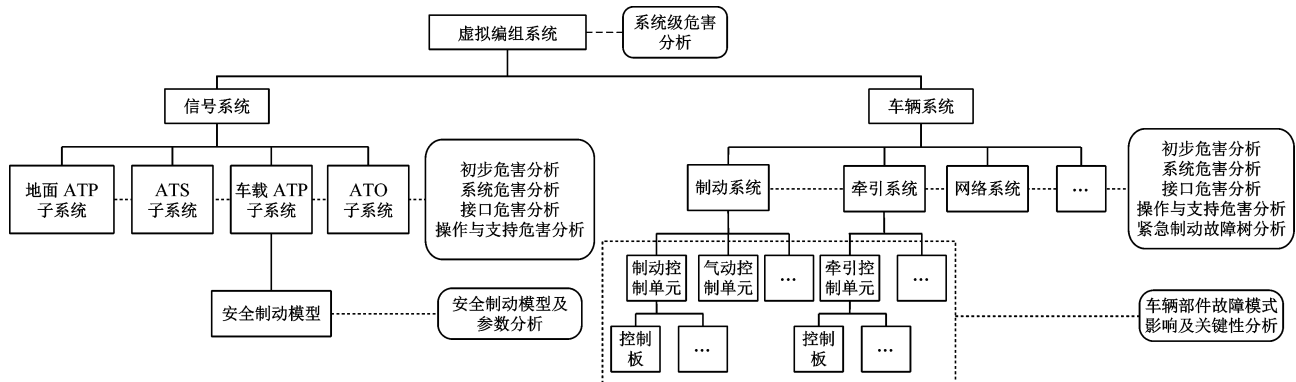 虚拟编组系统
系统级危害
分析
信号系统
车辆系统
地面 ATP
子系统
ATS
子系统
车载 ATP
子系统
ATO
子系统
初步危害分析
系统危害分析
接口危害分析
操作与支持危害分析
制动系统
牵引系统
网络系统
…
初步危害分析
系统危害分析
接口危害分析
操作与支持危害分析
紧急制动故障树分析
制动控
制单元
气动控
制单元
…
牵引控
制单元
…
安全制动模型
安全制动模型及
参数分析
车辆部件故障模式
影响及关键性分析
控制
板
…
控制
板
…